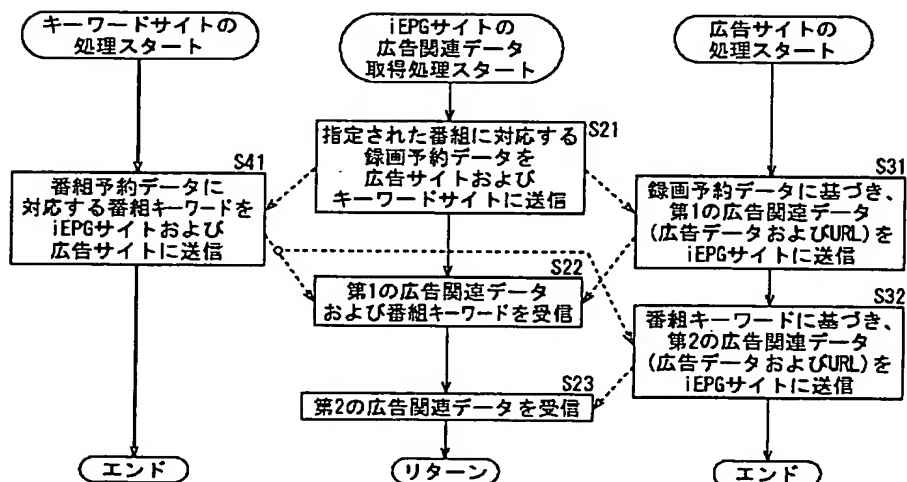 キーワードサイトの
処理スタート
iEPGサイトの
広告関連データ
取得処理スタート
広告サイトの
処理スタート
S21
指定された番組に対応する
録画予約データを
広告サイトおよび
キーワードサイトに送信
S41
番組予約データに
対応する番組キーワードを
iEPGサイトおよび
広告サイトに送信
S31
録画予約データに基づき、
第1の広告関連データ
(広告データおよびURL)を
iEPGサイトに送信
S22
第1の広告関連データ
および番組キーワードを受信
S32
番組キーワードに基づき、
第2の広告関連データ
(広告データおよびURL)を
iEPGサイトに送信
S23
第2の広告関連データを受信
エンド
リターン
エンド